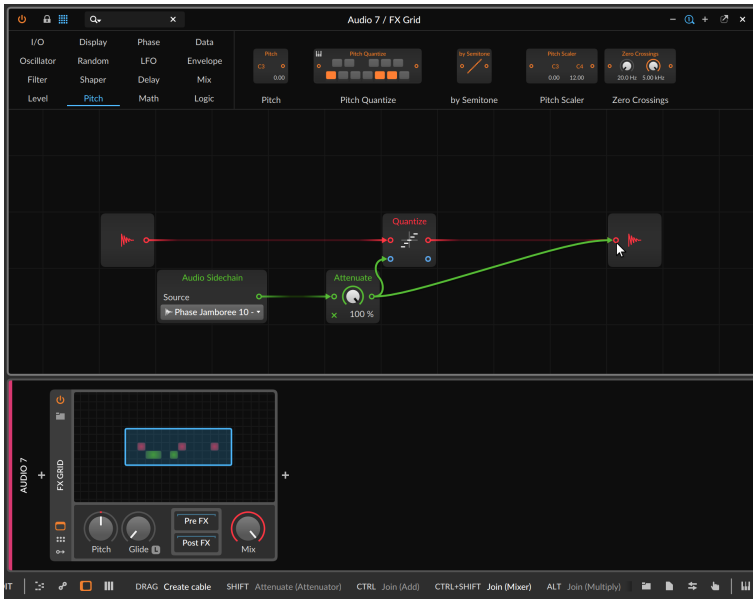 Audio 7 / FX Grid
I/O Display Phase Data
Oscillator Random LFO Envelope
Filter Shaper Delay Mix
Level Pitch Math Logic
Pitch
C3
0.00
Pitch
Pitch Quantize
Pitch Quantize
by Semitone
by Semitone
Pitch Scaler
C3 C4
0.00 12.00
Pitch Scaler
Zero Crossings
20.0 Hz 5.00 kHz
Zero Crossings
Quantize
Audio Sidechain
Source
Phase Jamboree 10 -
Attenuate
100 %
AUDIO 7
FX GRID
Pitch
Glide L
Pre FX
Post FX
Mix
DRAG Create cable SHIFT Attenuate (Attenuator) CTRL Join (Add) CTRL+SHIFT Join (Mixer) ALT Join (Multiply)